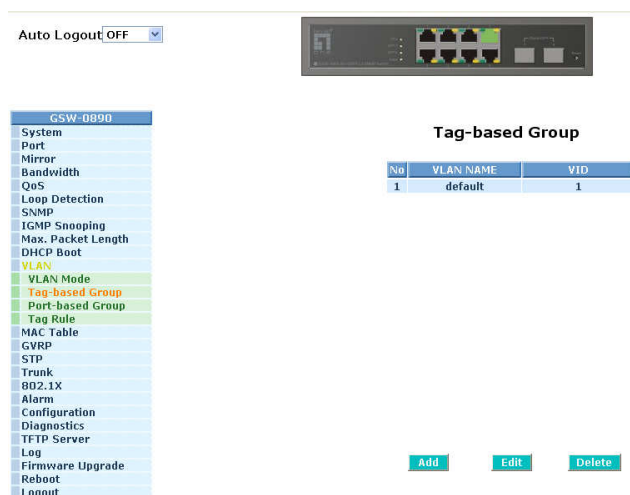 Auto Logout OFF
GSW-0890
System
Port
Mirror
Bandwidth
QoS
Loop Detection
SNMP
IGMP Snooping
Max. Packet Length
DHCP Boot
VLAN
VLAN Mode
Tag-based Group
Port-based Group
Tag Rule
MAC Table
GVRP
STP
Trunk
802.1X
Alarm
Configuration
Diagnostics
TFTP Server
Log
Firmware Upgrade
Reboot
Logout
Tag-based Group
No VLAN NAME VID
1 default 1
Add Edit Delete